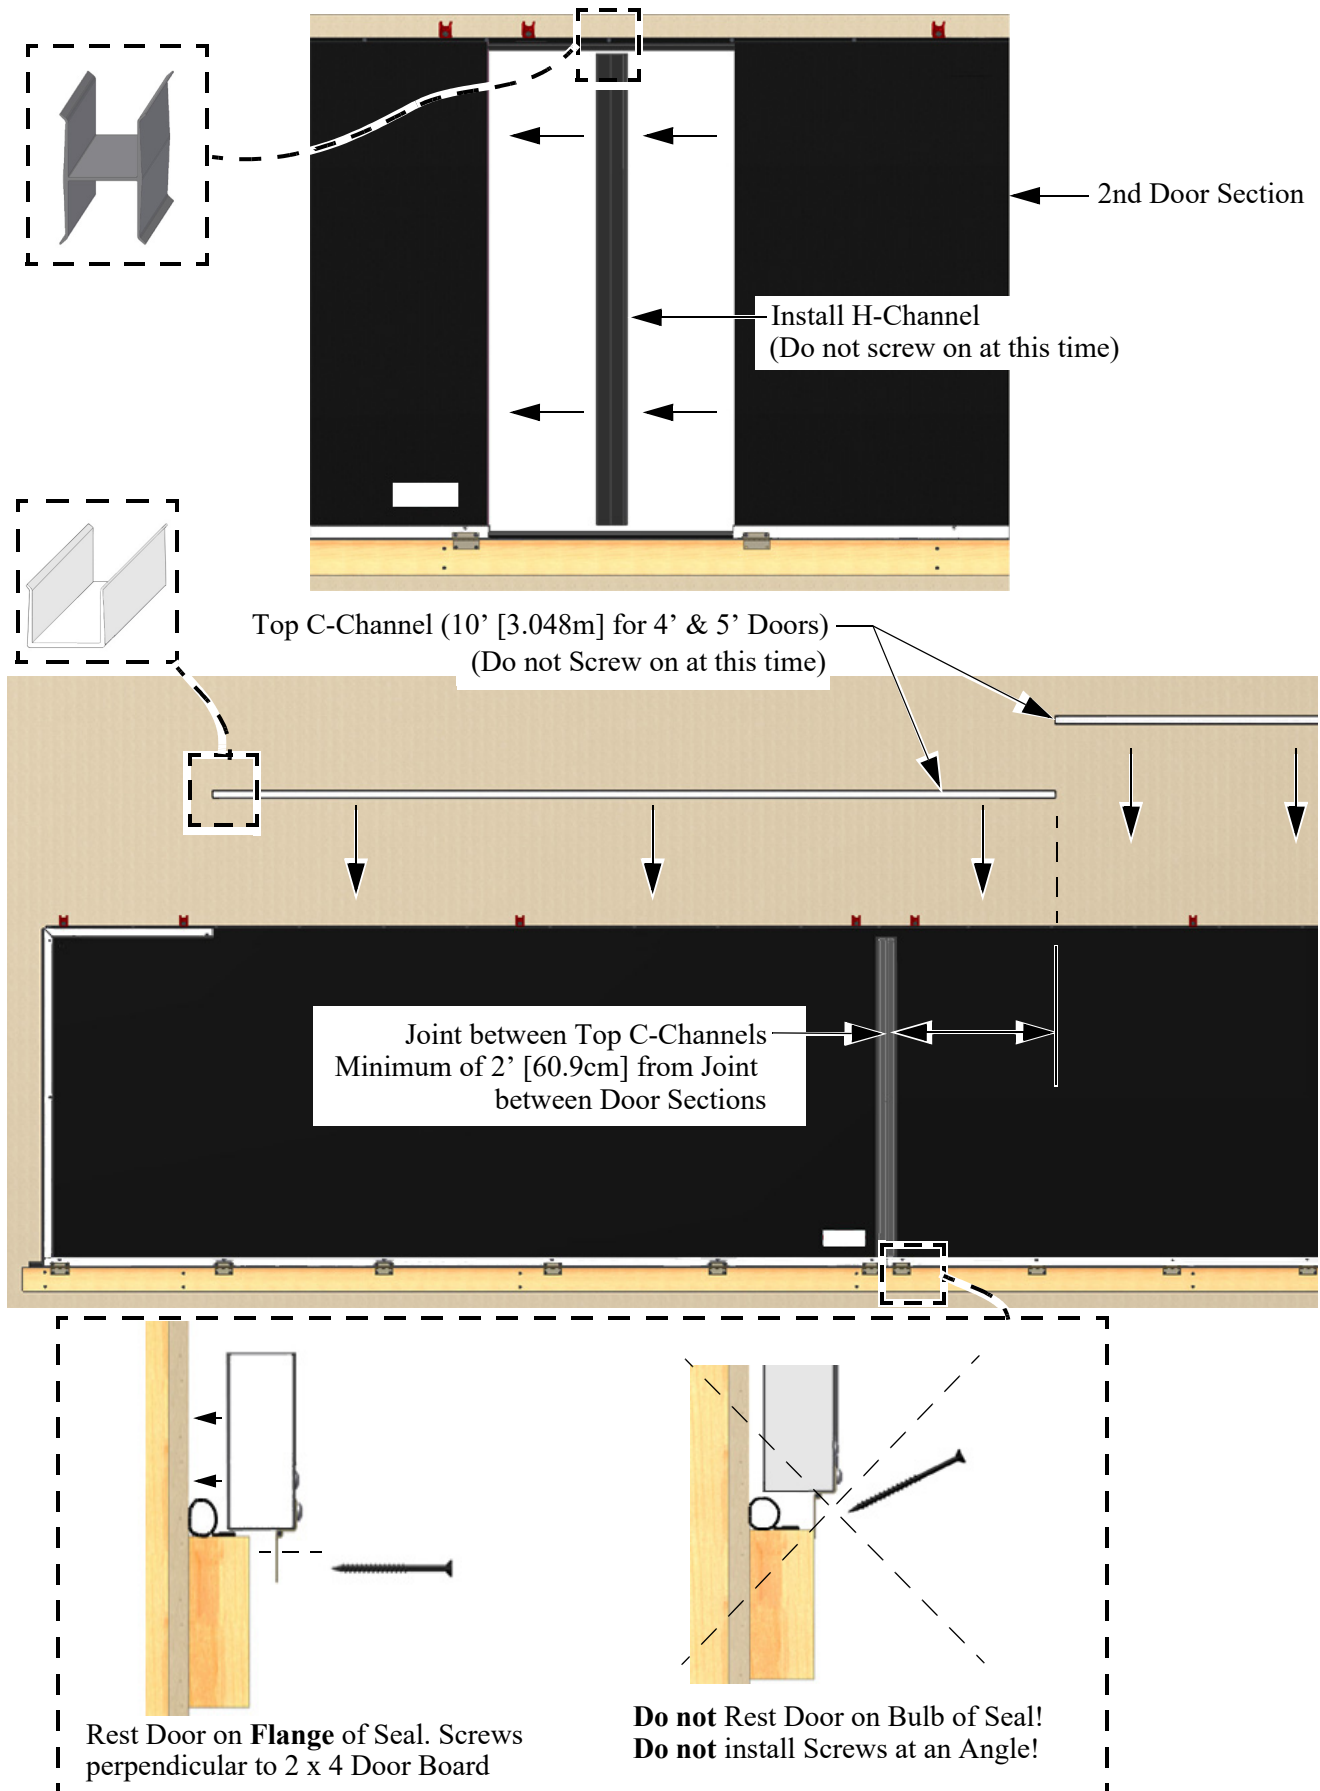 2nd Door Section
Install H-Channel
(Do not screw on at this time)
Top C-Channel (10’ [3.048m] for 4’ & 5’ Doors)
(Do not Screw on at this time)
Joint between Top C-Channels
Minimum of 2’ [60.9cm] from Joint
between Door Sections
Rest Door on Flange of Seal. Screws
perpendicular to 2 x 4 Door Board
Do not Rest Door on Bulb of Seal!
Do not install Screws at an Angle!